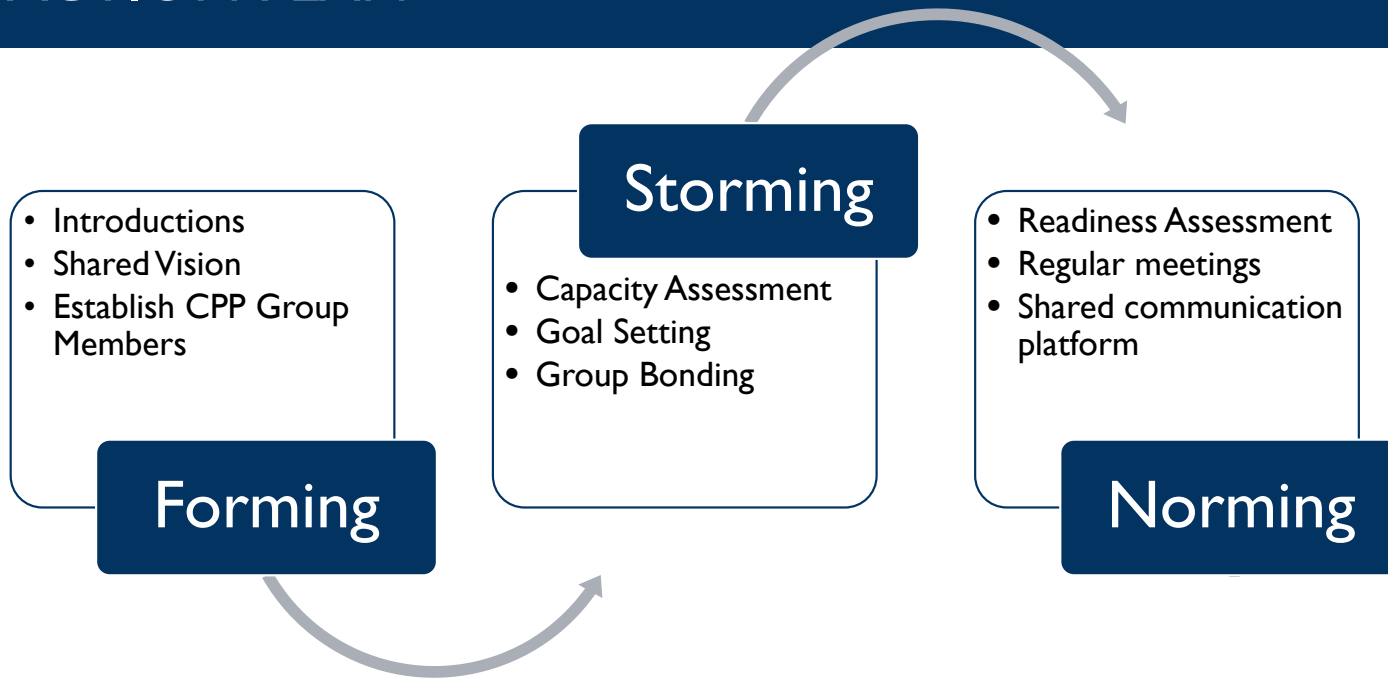 • Introductions
• Shared Vision
• Establish CPP Group
Members
Forming
Storming
• Capacity Assessment
• Goal Setting
• Group Bonding
• Readiness Assessment
• Regular meetings
• Shared communication
platform
Norming